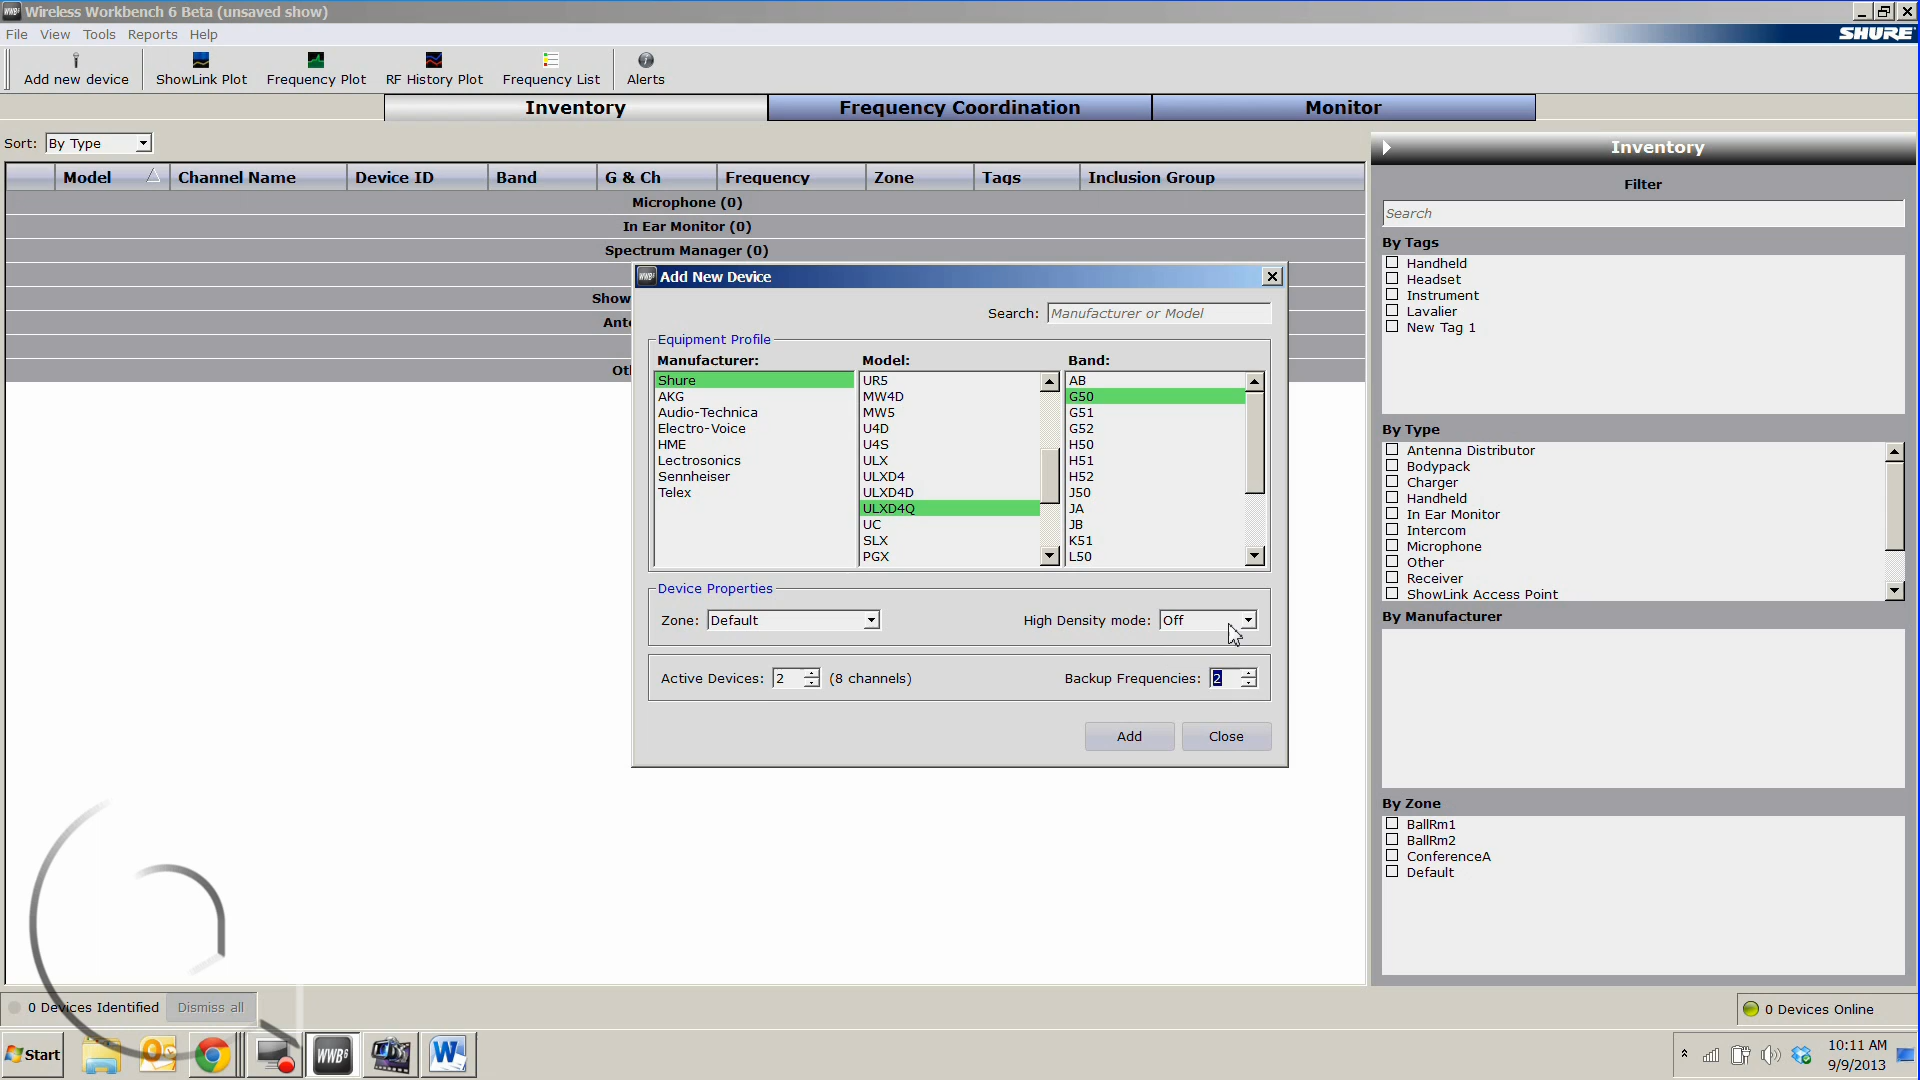 Wireless Workbench 6 Beta (unsaved show)
File View Tools Reports Help
SHURE
Add new device ShowLink Plot Frequency Plot RF History Plot Frequency List Alerts
Inventory Frequency Coordination Monitor
Sort: By Type
Model Channel Name Device ID Band G & Ch Frequency Zone Tags Inclusion Group
Microphone (0)
In Ear Monitor (0)
Spectrum Manager (0)
Show
Ante
Oth
Add New Device
Search: Manufacturer or Model
Equipment Profile
Manufacturer: Model: Band:
Shure UR5 AB
AKG MW4D G50
Audio-Technica MW5 G51
Electro-Voice U4D G52
HME U4S H50
Lectrosonics ULX H51
Sennheiser ULXD4 H52
Telex ULXD4D J50
ULXD4Q JA
UC JB
SLX K51
PGX L50
Device Properties
Zone: Default High Density mode: Off
Active Devices: 2 (8 channels) Backup Frequencies: 2
Add Close
Inventory
Filter
Search
By Tags
Handheld
Headset
Instrument
Lavalier
New Tag 1
By Type
Antenna Distributor
Bodypack
Charger
Handheld
In Ear Monitor
Intercom
Microphone
Other
Receiver
ShowLink Access Point
By Manufacturer
By Zone
BallRm1
BallRm2
ConferenceA
Default
0 Devices Identified Dismiss all
0 Devices Online
Start
WWB6
10:11 AM
9/9/2013